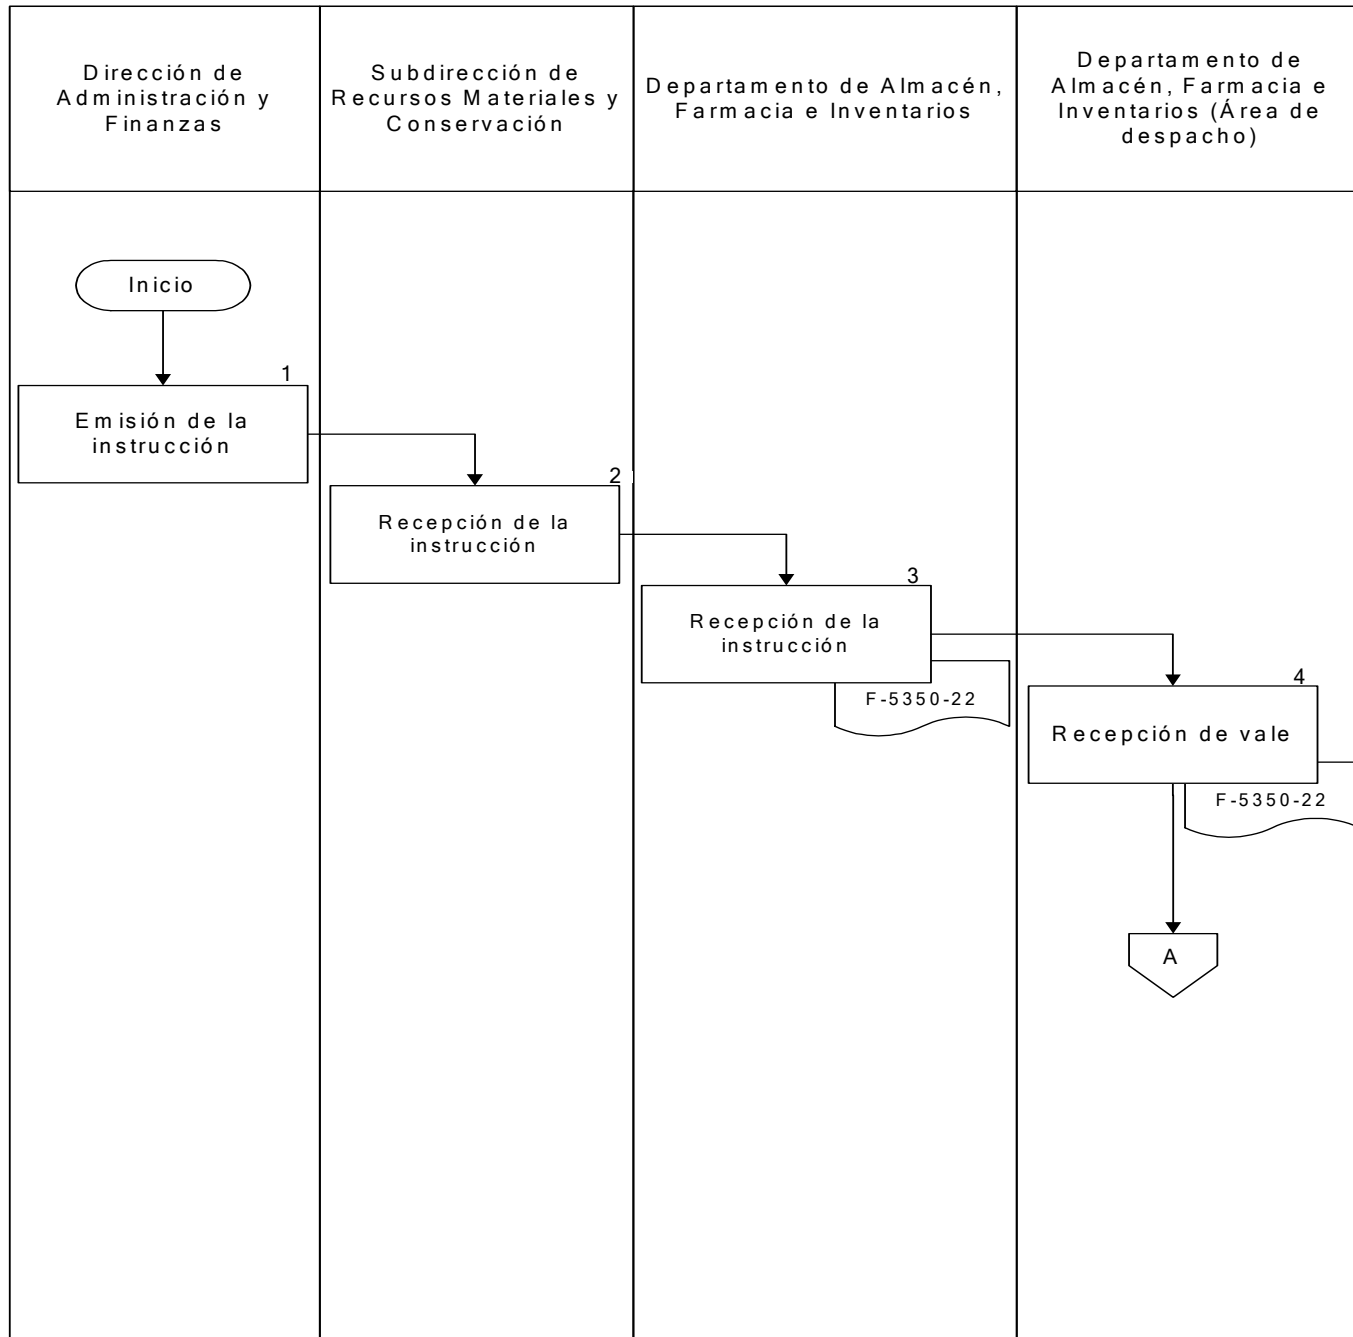 Dirección de
Administración y
Finanzas
Subdirección de
Recursos Materiales y
Conservación
Departamento de Almacén,
Farmacia e Inventarios
Departamento de
Almacén, Farmacia e
Inventarios (Área de
despacho)
Inicio
1
Emisión de la
instrucción
2
Recepción de la
instrucción
3
Recepción de la
instrucción
F-5350-22
4
Recepción de vale
F-5350-22
A